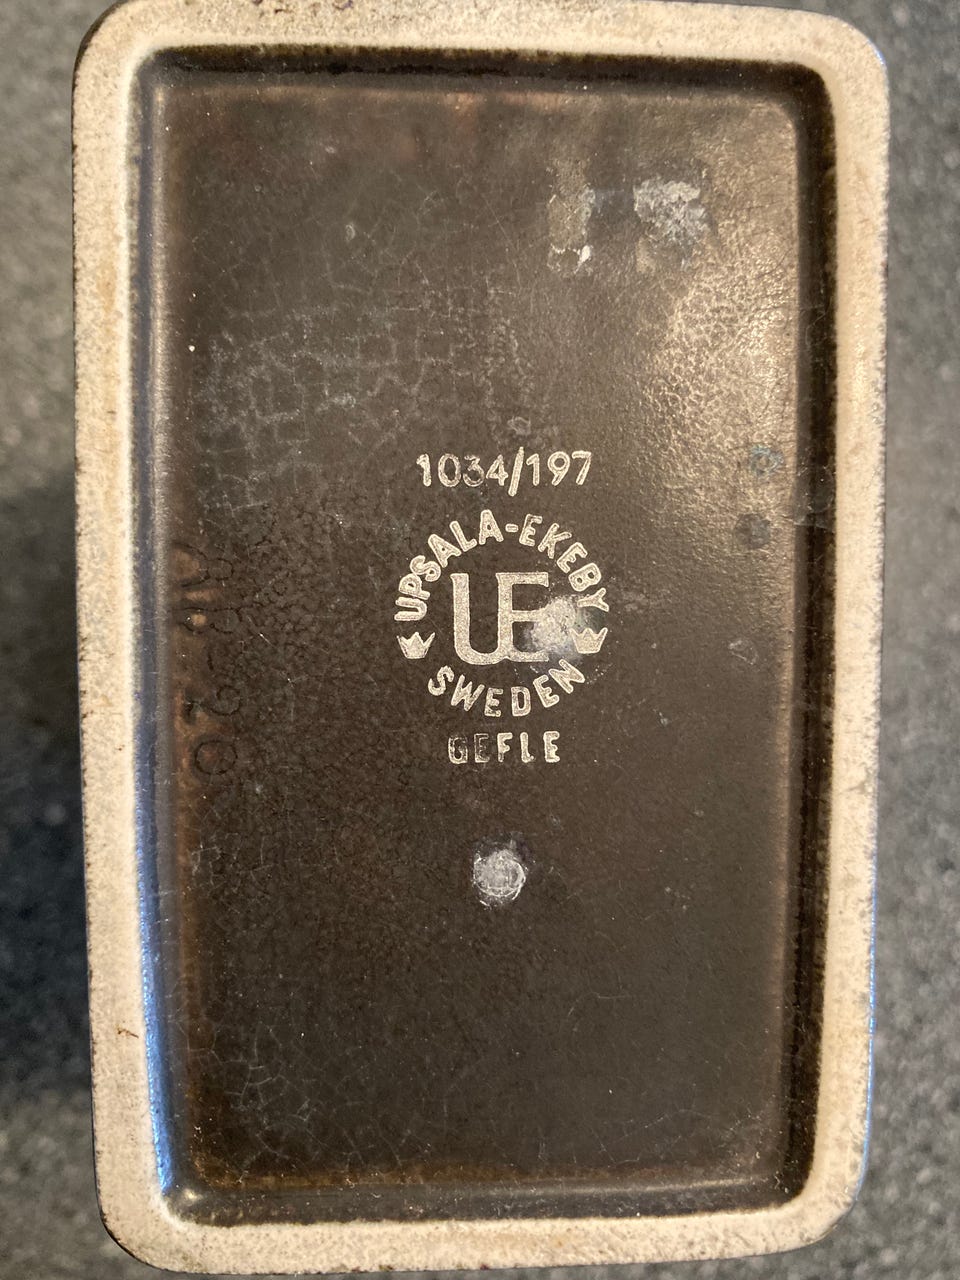 1034/197
UPSALA-EKEBY
UE
SWEDEN
GEFLE